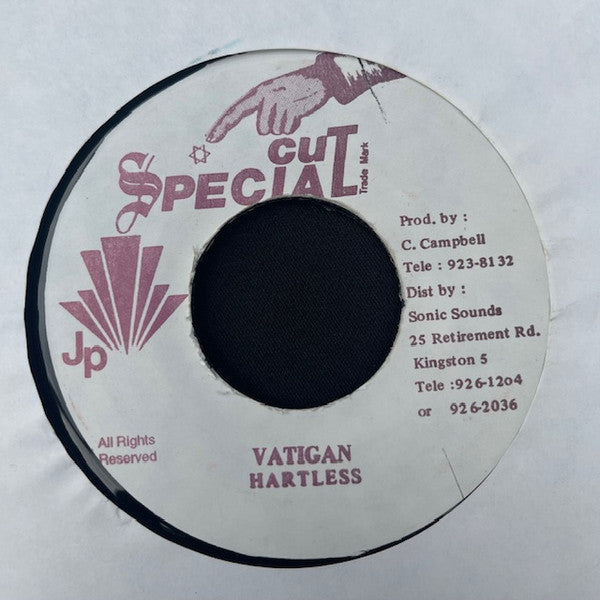 cuT
SPECIAL
Trade Mark
Prod. by :
C. Campbell
Tele : 923-8132
Dist by :
Sonic Sounds
25 Retirement Rd.
Kingston 5
Tele :926-12o4
or 926-2036
Jp
All Rights
Reserved
VATIGAN
HARTLESS